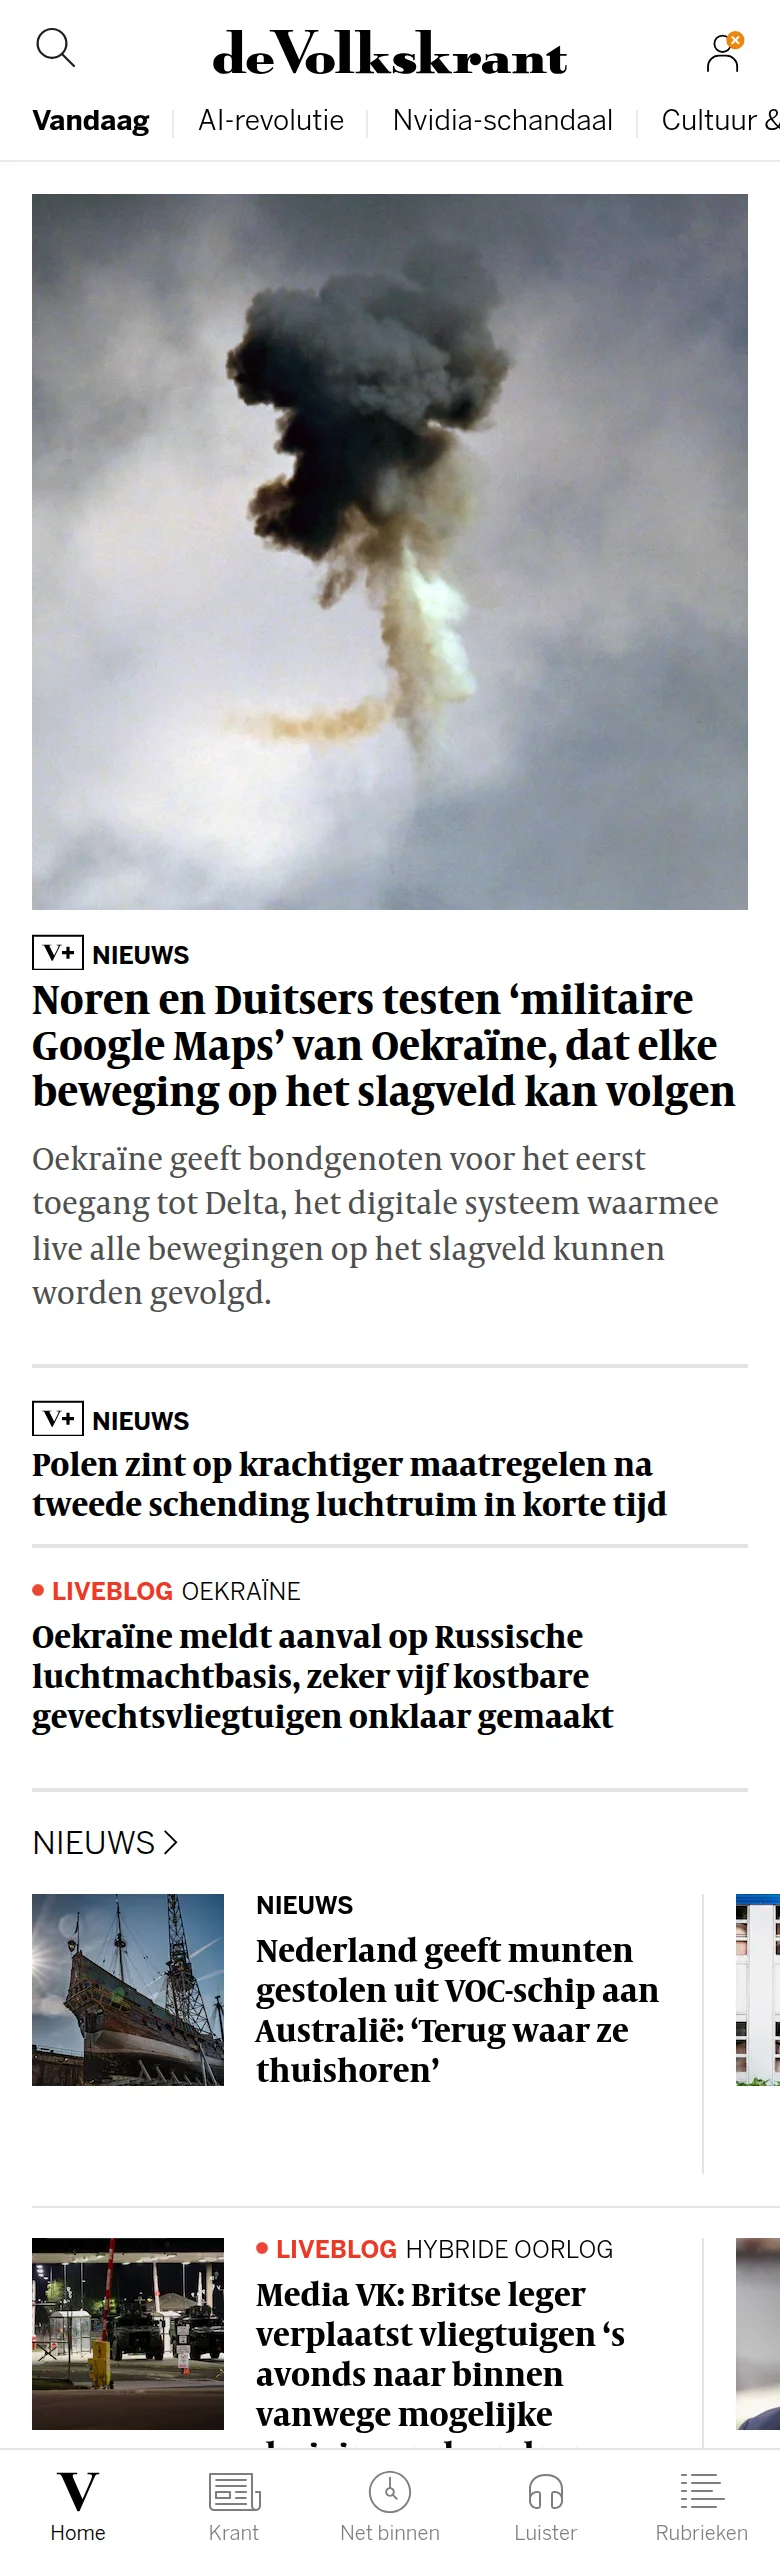 deVolkskrant
Vandaag
AI-revolutie
Nvidia-schandaal
Cultuur &
V+ NIEUWS
Noren en Duitsers testen ‘militaire
Google Maps’ van Oekraïne, dat elke
beweging op het slagveld kan volgen
Oekraïne geeft bondgenoten voor het eerst
toegang tot Delta, het digitale systeem waarmee
live alle bewegingen op het slagveld kunnen
worden gevolgd.
V+ NIEUWS
Polen zint op krachtiger maatregelen na
tweede schending luchtruim in korte tijd
LIVEBLOG OEKRAÏNE
Oekraïne meldt aanval op Russische
luchtmachtbasis, zeker vijf kostbare
gevechtsvliegtuigen onklaar gemaakt
NIEUWS
NIEUWS
Nederland geeft munten
gestolen uit VOC-schip aan
Australië: ‘Terug waar ze
thuishoren’
LIVEBLOG HYBRIDE OORLOG
Media VK: Britse leger
verplaatst vliegtuigen ‘s
avonds naar binnen
vanwege mogelijke
V
Home
Krant
Net binnen
Luister
Rubrieken